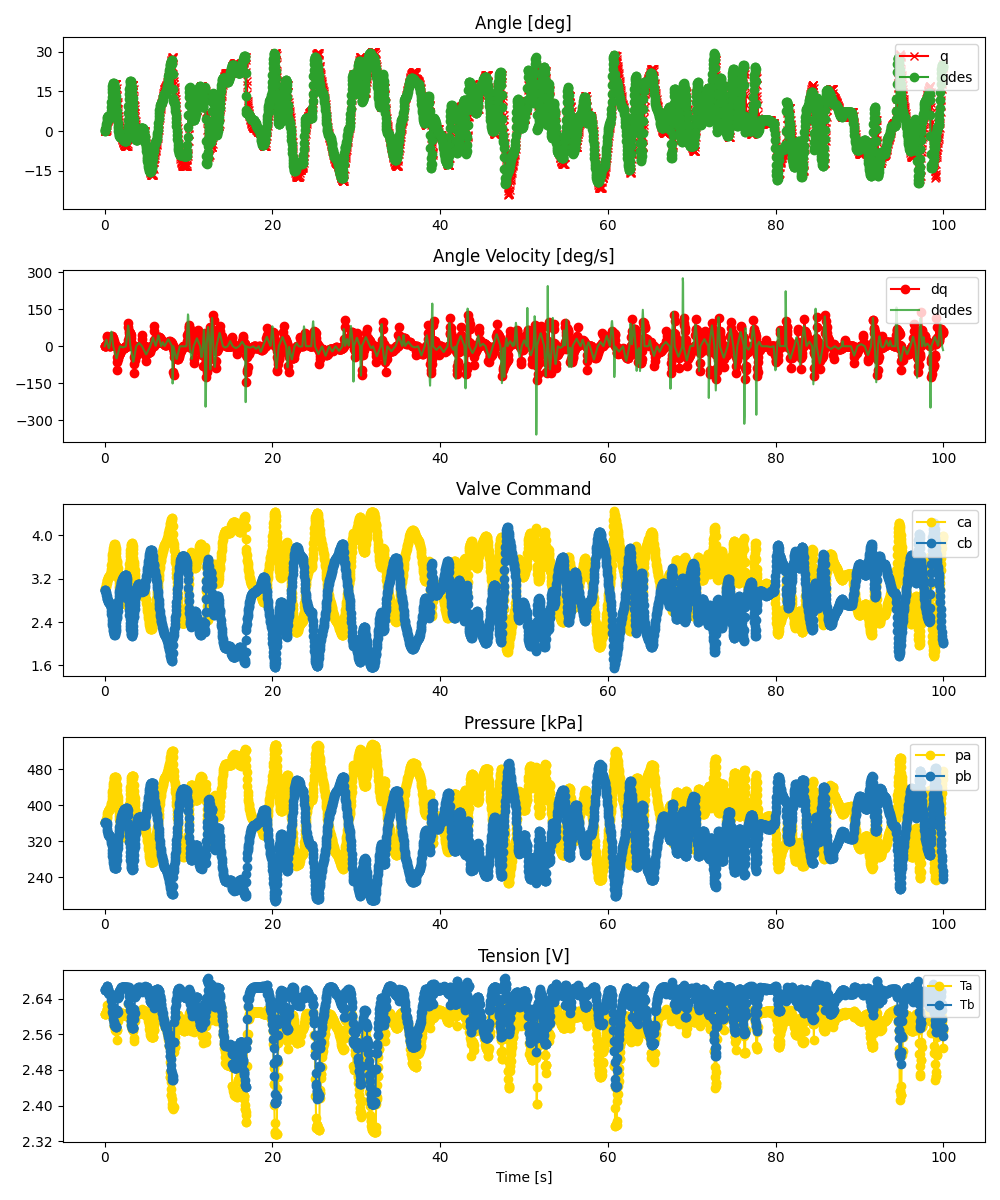 Angle [deg]
30
15
0
−15
q
qdes
0 20 40 60 80 100
Angle Velocity [deg/s]
300
150
0
−150
−300
dq
dqdes
0 20 40 60 80 100
Valve Command
4.0
3.2
2.4
1.6
ca
cb
0 20 40 60 80 100
Pressure [kPa]
480
400
320
240
pa
pb
0 20 40 60 80 100
Tension [V]
2.64
2.56
2.48
2.40
2.32
Ta
Tb
0 20 40 60 80 100
Time [s]